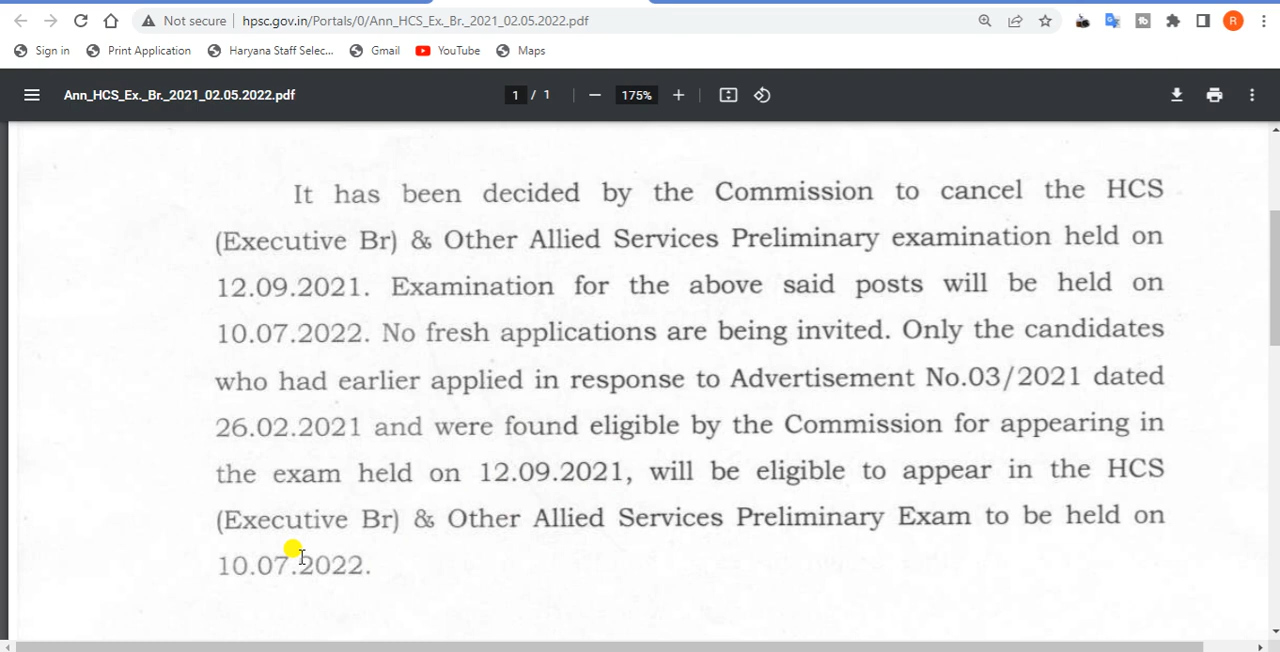 Not secure | hpsc.gov.in/Portals/0/Ann_HCS_Ex._Br._2021_02.05.2022.pdf
R
Sign in Print Application Haryana Staff Selec... Gmail YouTube Maps
Ann_HCS_Ex._Br._2021_02.05.2022.pdf 1 / 1 — 175% +
It has been decided by the Commission to cancel the HCS
(Executive Br) & Other Allied Services Preliminary examination held on
12.09.2021. Examination for the above said posts will be held on
10.07.2022. No fresh applications are being invited. Only the candidates
who had earlier applied in response to Advertisement No.03/2021 dated
26.02.2021 and were found eligible by the Commission for appearing in
the exam held on 12.09.2021, will be eligible to appear in the HCS
(Executive Br) & Other Allied Services Preliminary Exam to be held on
10.07.2022.